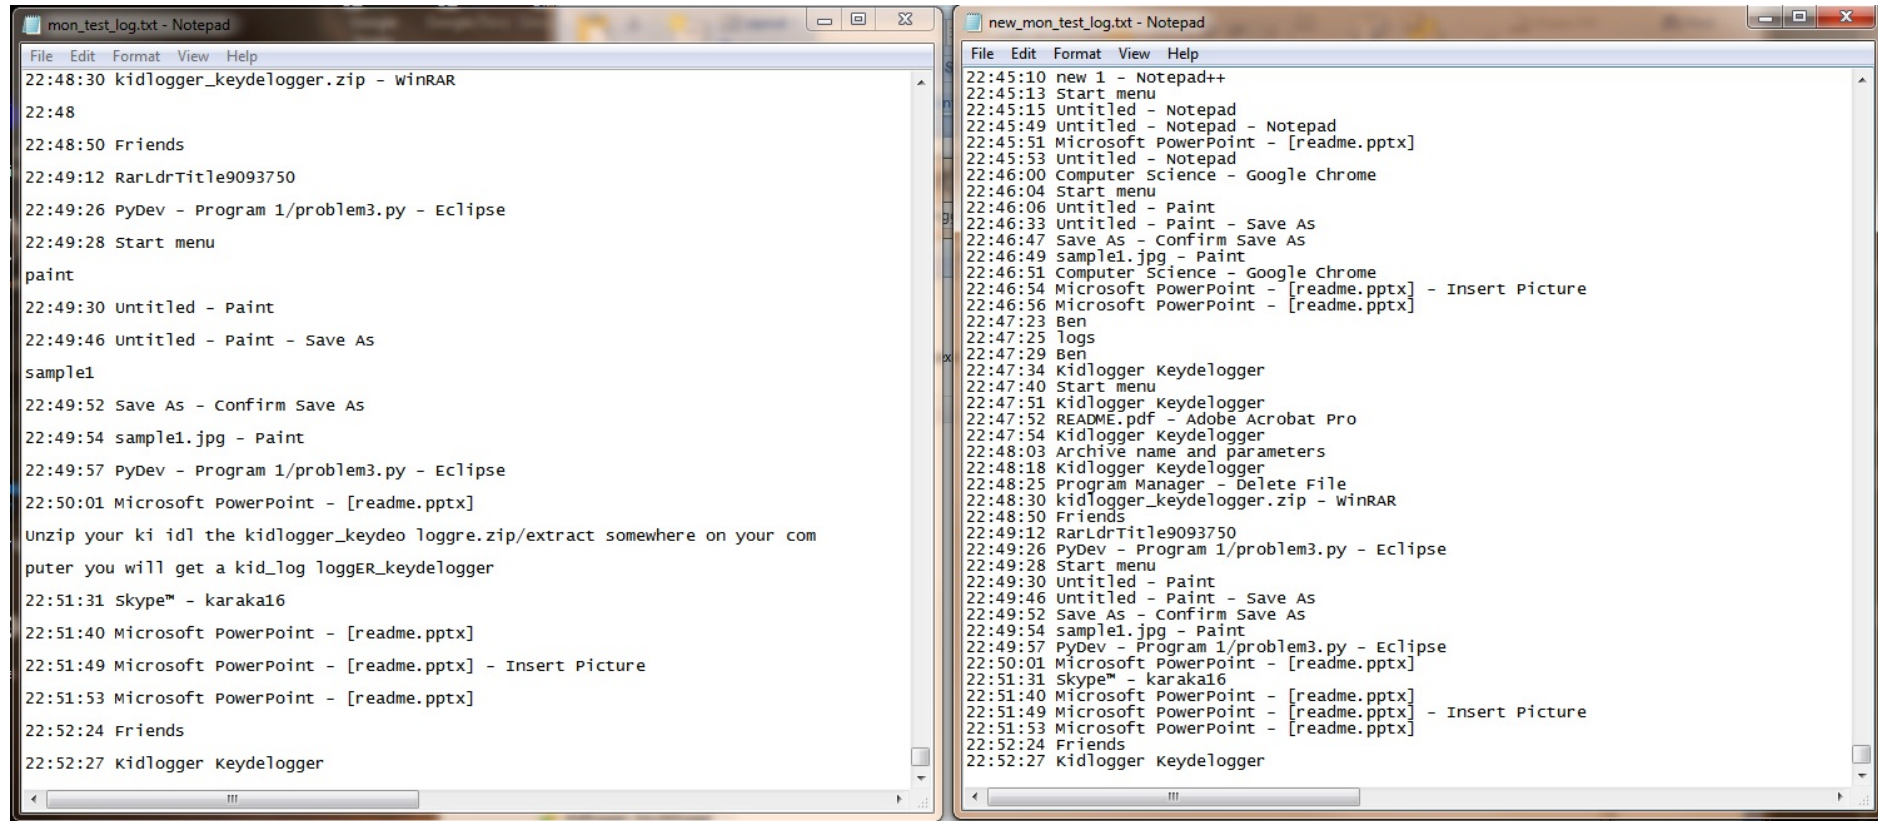 mon_test_log.txt - Notepad
File Edit Format View Help
22:48:30 kidlogger_keydelogger.zip - WinRAR
22:48
22:48:50 Friends
22:49:12 RarLdrTitle9093750
22:49:26 PyDev - Program 1/problem3.py - Eclipse
22:49:28 Start menu
paint
22:49:30 Untitled - Paint
22:49:46 Untitled - Paint - Save As
sample1
22:49:52 Save As - Confirm Save As
22:49:54 sample1.jpg - Paint
22:49:57 PyDev - Program 1/problem3.py - Eclipse
22:50:01 Microsoft PowerPoint - [readme.pptx]
Unzip your ki idl the kidlogger_keydeo loggre.zip/extract somewhere on your com
puter you will get a kid_log loggER_keydelogger
22:51:31 Skype™ - karaka16
22:51:40 Microsoft PowerPoint - [readme.pptx]
22:51:49 Microsoft PowerPoint - [readme.pptx] - Insert Picture
22:51:53 Microsoft PowerPoint - [readme.pptx]
22:52:24 Friends
22:52:27 Kidlogger Keydelogger
new_mon_test_log.txt - Notepad
File Edit Format View Help
22:45:10 new 1 - Notepad++
22:45:13 Start menu
22:45:15 Untitled - Notepad
22:45:49 Untitled - Notepad - Notepad
22:45:51 Microsoft PowerPoint - [readme.pptx]
22:45:53 Untitled - Notepad
22:46:00 Computer Science - Google Chrome
22:46:04 Start menu
22:46:06 Untitled - Paint
22:46:33 Untitled - Paint - Save As
22:46:47 Save As - Confirm Save As
22:46:49 sample1.jpg - Paint
22:46:51 Computer Science - Google Chrome
22:46:54 Microsoft PowerPoint - [readme.pptx] - Insert Picture
22:46:56 Microsoft PowerPoint - [readme.pptx]
22:47:23 Ben
22:47:25 logs
22:47:29 Ben
22:47:34 Kidlogger Keydelogger
22:47:40 Start menu
22:47:51 Kidlogger Keydelogger
22:47:52 README.pdf - Adobe Acrobat Pro
22:47:54 Kidlogger Keydelogger
22:48:03 Archive name and parameters
22:48:18 Kidlogger Keydelogger
22:48:25 Program Manager - Delete File
22:48:30 kidlogger_keydelogger.zip - WinRAR
22:48:50 Friends
22:49:12 RarLdrTitle9093750
22:49:26 PyDev - Program 1/problem3.py - Eclipse
22:49:28 Start menu
22:49:30 Untitled - Paint
22:49:46 Untitled - Paint - Save As
22:49:52 Save As - Confirm Save As
22:49:54 sample1.jpg - Paint
22:49:57 PyDev - Program 1/problem3.py - Eclipse
22:50:01 Microsoft PowerPoint - [readme.pptx]
22:51:31 Skype™ - karaka16
22:51:40 Microsoft PowerPoint - [readme.pptx]
22:51:49 Microsoft PowerPoint - [readme.pptx] - Insert Picture
22:51:53 Microsoft PowerPoint - [readme.pptx]
22:52:24 Friends
22:52:27 Kidlogger Keydelogger